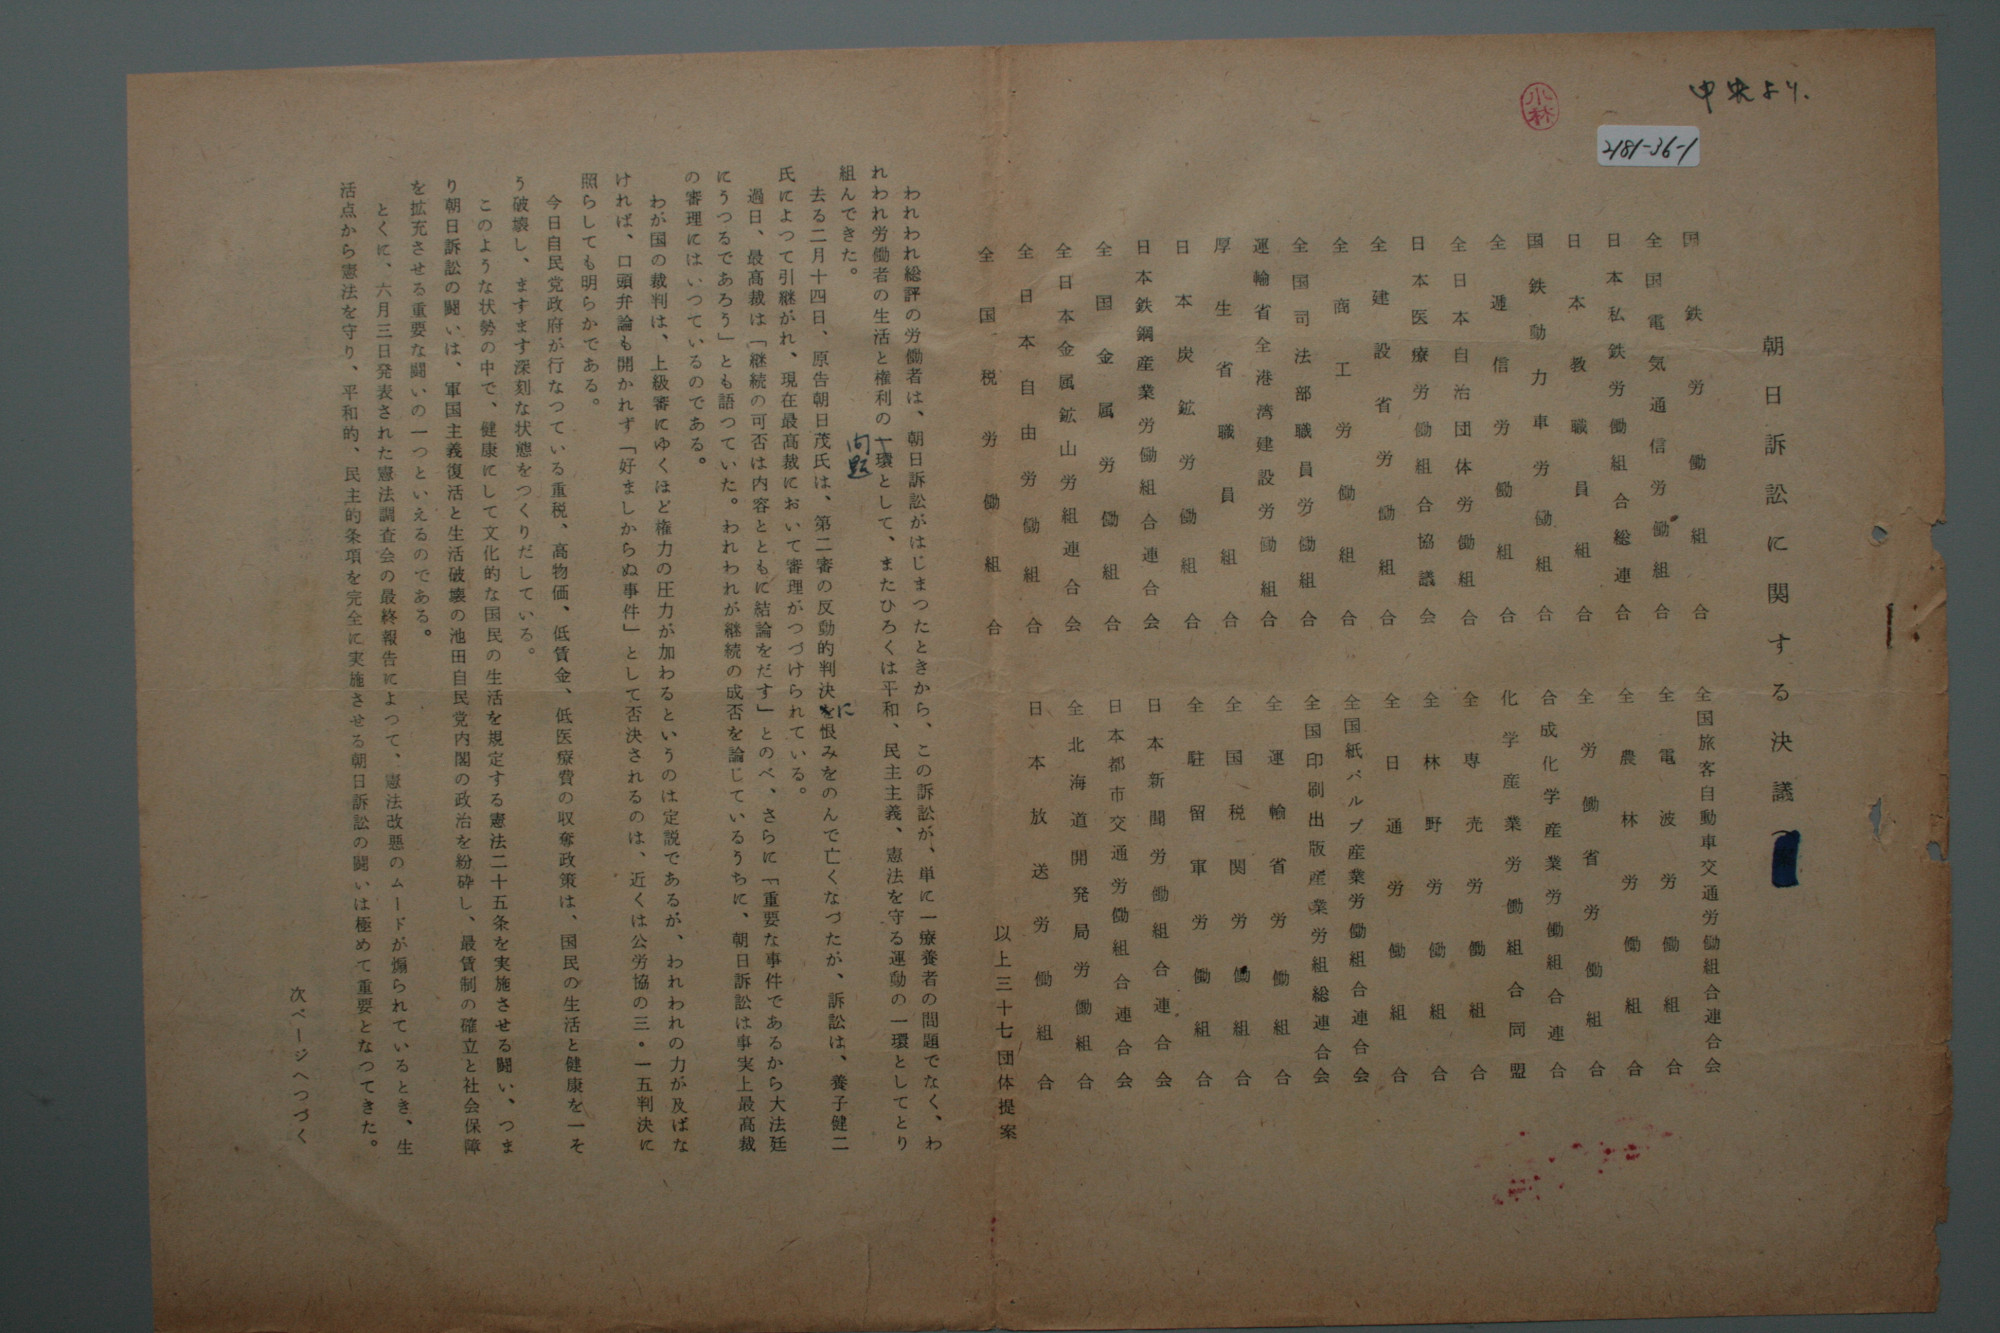 中央より.
小林
2181-36-1
朝日訴訟に関する決議（
国鉄労働組合
全国電気通信労働組合
日本私鉄労働組合総連合
日本教職員組合
国鉄動力車労働組合
全逓信労働組合
全日本自治団体労働組合
日本医療労働組合協議会
全建設省労働組合
全商工労働組合
全国司法部職員労働組合
運輸省全港湾建設労働組合
厚生省職員組合
日本炭鉱労働組合
日本鉄鋼産業労働組合連合会
全国金属労働組合
全日本金属鉱山労組連合会
全日本自由労働組合
全国税労働組合
全国旅客自動車交通労働組合連合会
全電波労働組合
全農林労働組合
全労働省労働組合
合成化学産業労働組合連合
化学産業労働組合同盟
全専売労働組合
全林野労働組合
全日通労働組合
全国紙パルプ産業労働組合連合会
全国印刷出版産業労組総連合会
全運輸省労働組合
全国税関労働組合
全駐留軍労働組合
日本新聞労働組合連合会
日本都市交通労働組合連合会
全北海道開発局労働組合
日本放送労働組合
以上三十七団体提案
われわれ総評の労働者は、朝日訴訟がはじまつたときから、この訴訟が、単に一療養者の問題でなく、わ
れわれ労働者の生活と権利の一環として、またひろくは平和、民主主義、憲法を守る運動の一環としてとり
問題
組んできた。
去る二月十四日、原告朝日茂氏は、第二審の反動的判決を恨みをのんで亡くなつたが、訴訟は、養子健二
に
氏によつて引継がれ、現在最高裁において審理がつづけられている。
過日、最高裁は「継続の可否は内容とともに結論をだす」とのべ、さらに「重要な事件であるから大法廷
にうつるであろう」とも語つていた。われわれが継続の成否を論じているうちに、朝日訴訟は事実上最高裁
の審理にはいつているのである。
わが国の裁判は、上級審にゆくほど権力の圧力が加わるというのは定説であるが、われわれの力が及ばな
ければ、口頭弁論も開かれず「好ましからぬ事件」として否決されるのは、近くは公労協の三・一五判決に
照らしても明らかである。
今日自民党政府が行なつている重税、高物価、低賃金、低医療費の収奪政策は、国民の生活と健康を一そ
う破壊し、ますます深刻な状態をつくりだしている。
このような状勢の中で、健康にして文化的な国民の生活を規定する憲法二十五条を実施させる闘い、つま
り朝日訴訟の闘いは、軍国主義復活と生活破壊の池田自民党内閣の政治を紛砕し、最賃制の確立と社会保障
を拡充させる重要な闘いの一つといえるのである。
とくに、六月三日発表された憲法調査会の最終報告によつて、憲法改悪のムードが煽られているとき、生
活点から憲法を守り、平和的、民主的条項を完全に実施させる朝日訴訟の闘いは極めて重要となつてきた。
次ページへつづく